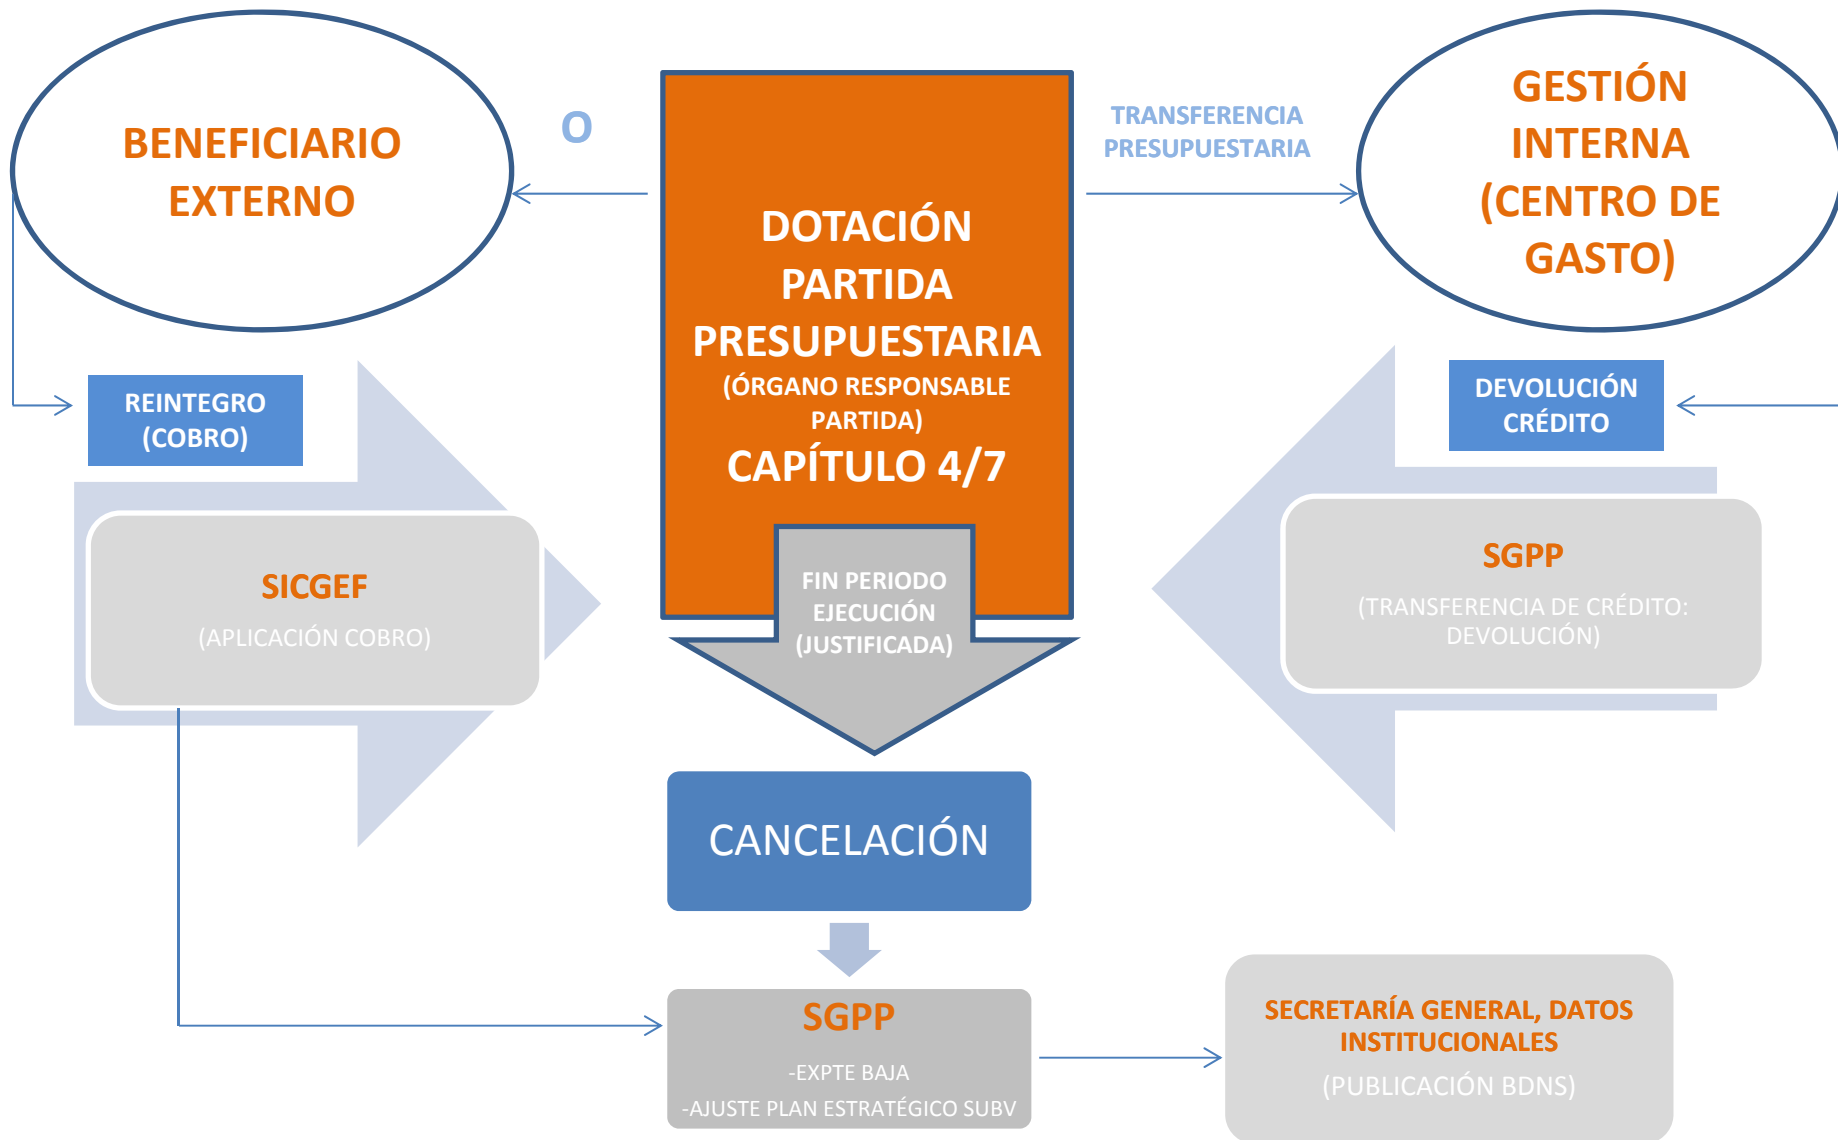 BENEFICIARIO
EXTERNO
O
DOTACIÓN
PARTIDA
PRESUPUESTARIA
(ÓRGANO RESPONSABLE
PARTIDA)
CAPÍTULO 4/7
TRANSFERENCIA
PRESUPUESTARIA
GESTIÓN
INTERNA
(CENTRO DE
GASTO)
REINTEGRO
(COBRO)
DEVOLUCIÓN
CRÉDITO
SICGEF
(APLICACIÓN COBRO)
FIN PERIODO
EJECUCIÓN
(JUSTIFICADA)
SGPP
(TRANSFERENCIA DE CRÉDITO:
DEVOLUCIÓN)
CANCELACIÓN
SGPP
-EXPTE BAJA
-AJUSTE PLAN ESTRATÉGICO SUBV
SECRETARÍA GENERAL, DATOS
INSTITUCIONALES
(PUBLICACIÓN BDNS)